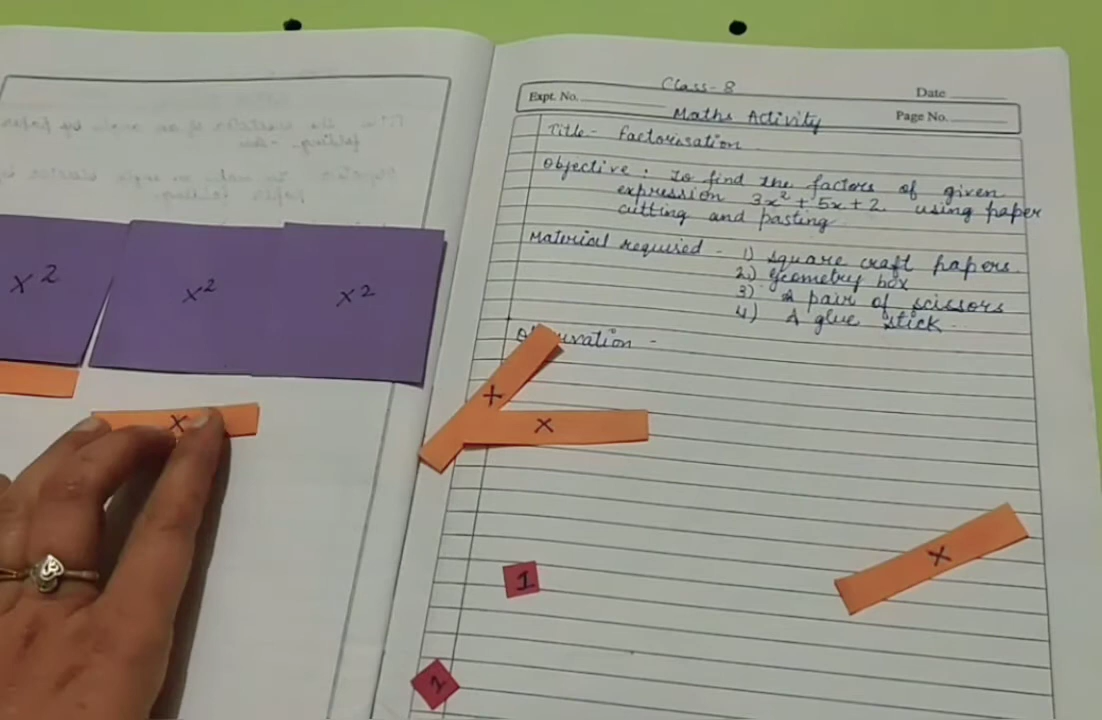 Class-8
Date
Expt. No.
Maths Activity
Page No.
Title - Factorisation
Objective : To find the factors of given
expression 3x² + 5x + 2 using paper
cutting and pasting
Material required - 1) square craft papers.
2) geometry box
3) A pair of scissors
4) A glue stick
vation -
x²
x²
x²
x
x
x
x
1
1